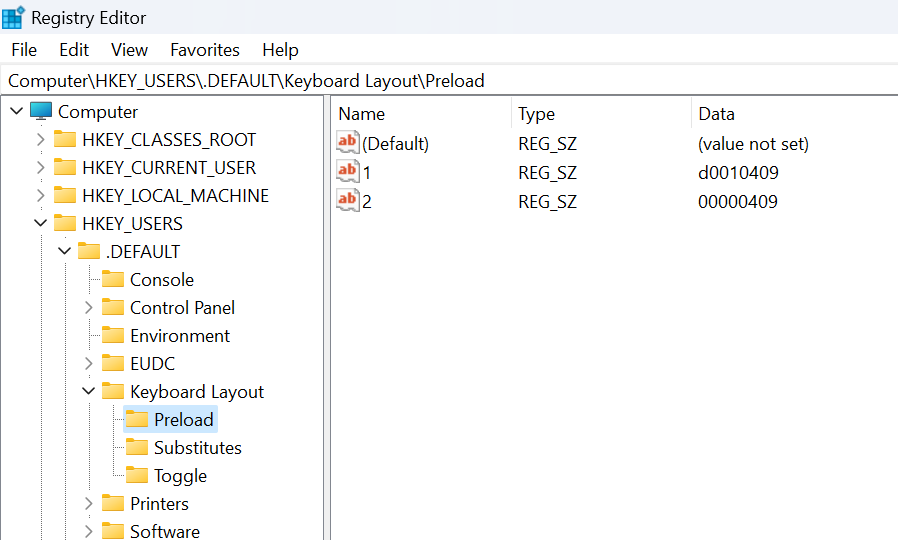 Registry Editor
File Edit View Favorites Help
Computer\HKEY_USERS\.DEFAULT\Keyboard Layout\Preload
Computer
HKEY_CLASSES_ROOT
HKEY_CURRENT_USER
HKEY_LOCAL_MACHINE
HKEY_USERS
.DEFAULT
Console
Control Panel
Environment
EUDC
Keyboard Layout
Preload
Substitutes
Toggle
Printers
Software
Name Type Data
ab (Default) REG_SZ (value not set)
ab 1 REG_SZ d0010409
ab 2 REG_SZ 00000409